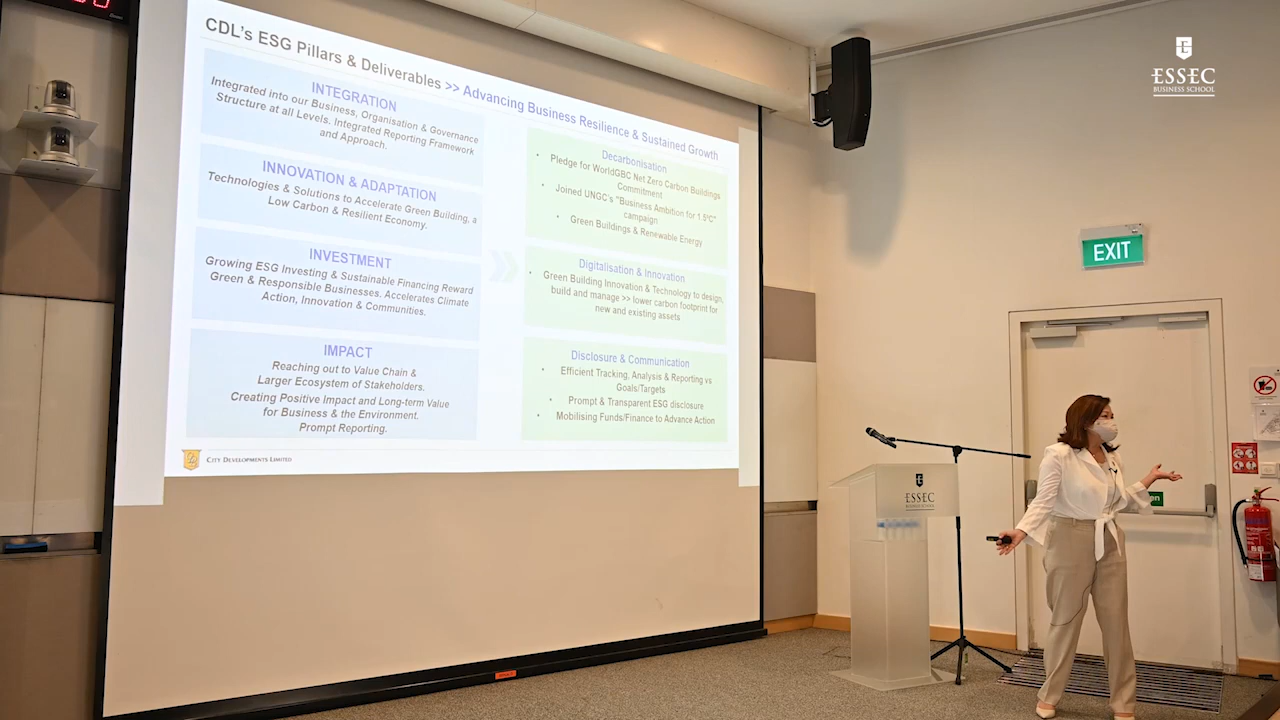 CDL's ESG Pillars & Deliverables >> Advancing Business Resilience & Sustained Growth
INTEGRATION
Integrated into our Business, Organisation & Governance
Structure at all Levels. Integrated Reporting Framework
and Approach.
INNOVATION & ADAPTATION
Technologies & Solutions to Accelerate Green Building, a
Low Carbon & Resilient Economy.
INVESTMENT
Growing ESG Investing & Sustainable Financing Reward
Green & Responsible Businesses. Accelerates Climate
Action, Innovation & Communities.
IMPACT
Reaching out to Value Chain &
Larger Ecosystem of Stakeholders.
Creating Positive Impact and Long-term Value
for Business & the Environment.
Prompt Reporting.
Decarbonisation
• Pledge for WorldGBC Net Zero Carbon Buildings
Commitment
• Joined UNGC's "Business Ambition for 1.5°C"
campaign
• Green Buildings & Renewable Energy
Digitalisation & Innovation
• Green Building Innovation & Technology to design,
build and manage >> lower carbon footprint for
new and existing assets
Disclosure & Communication
• Efficient Tracking, Analysis & Reporting vs
Goals/Targets
• Prompt & Transparent ESG disclosure
• Mobilising Funds/Finance to Advance Action
CITY DEVELOPMENTS LIMITED
ESSEC
BUSINESS SCHOOL
EXIT
ESSEC
BUSINESS SCHOOL